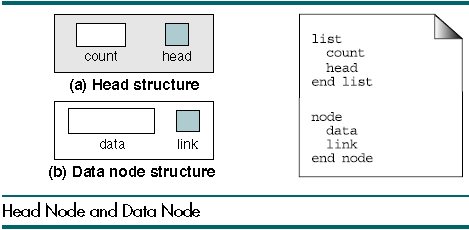 count head
(a) Head structure
data link
(b) Data node structure
list
count
head
end list
node
data
link
end node
Head Node and Data Node